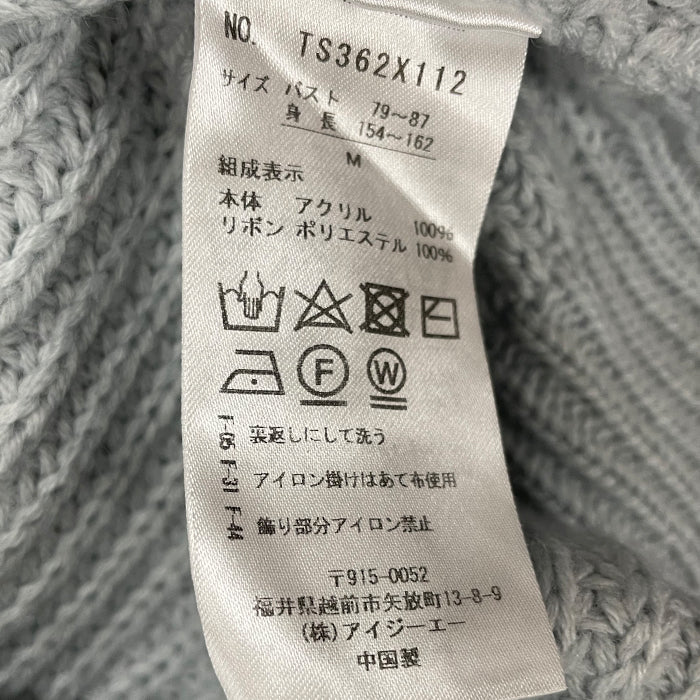 NO. TS362X112
サイズ バスト 79~87
身長 154~162
M
組成表示
本体 アクリル 100%
リボン ポリエステル 100%
F W
F-05 裏返しにして洗う
F-31 アイロン掛けはあて布使用
F-44 飾り部分アイロン禁止
〒915-0052
福井県越前市矢放町13-8-9
(株)アイジーエー
中国製